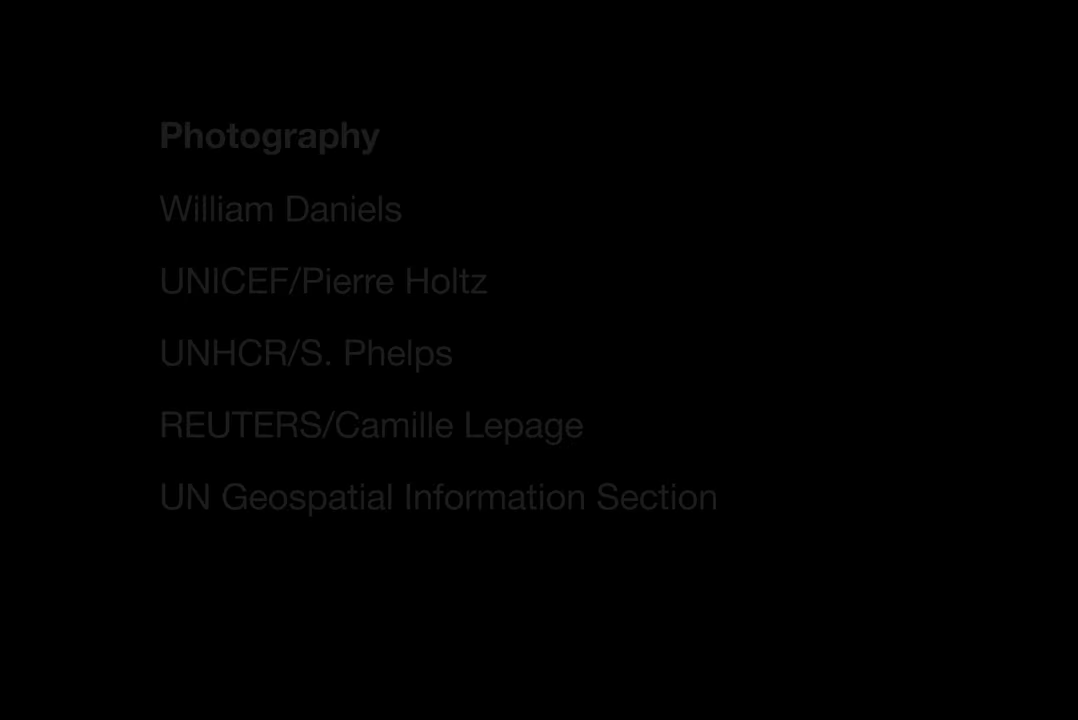 Photography
William Daniels
UNICEF/Pierre Holtz
UNHCR/S. Phelps
REUTERS/Camille Lepage
UN Geospatial Information Section